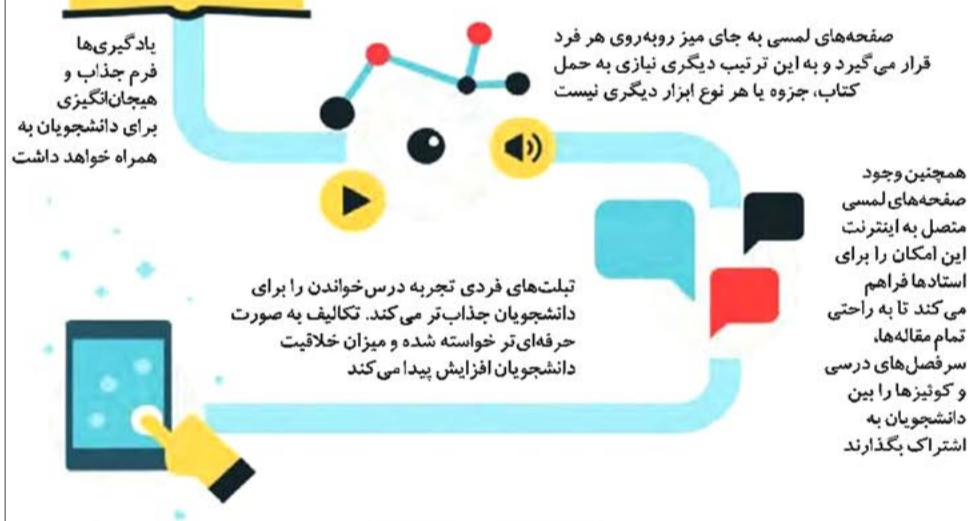 صفحه‌های لمسی به جای میز روبه‌روی هر فرد
قرار می‌گیرد و به این ترتیب دیگری نیازی به حمل
کتاب، جزوه یا هر نوع ابزار دیگری نیست
یادگیری‌ها
فرم جذاب و
هیجان‌انگیزی
برای دانشجویان به
همراه خواهد داشت
همچنین وجود
صفحه‌های لمسی
متصل به اینترنت
این امکان را برای
استادها فراهم
می‌کند تا به راحتی
تمام مقاله‌ها،
سرفصل‌های درسی
و کوئیزها را بین
دانشجویان به
اشتراک بگذارند
تبلت‌های فردی تجربه درس‌خواندن را برای
دانشجویان جذاب‌تر می‌کند. تکالیف به صورت
حرفه‌ای‌تر خواسته شده و میزان خلاقیت
دانشجویان افزایش پیدا می‌کند